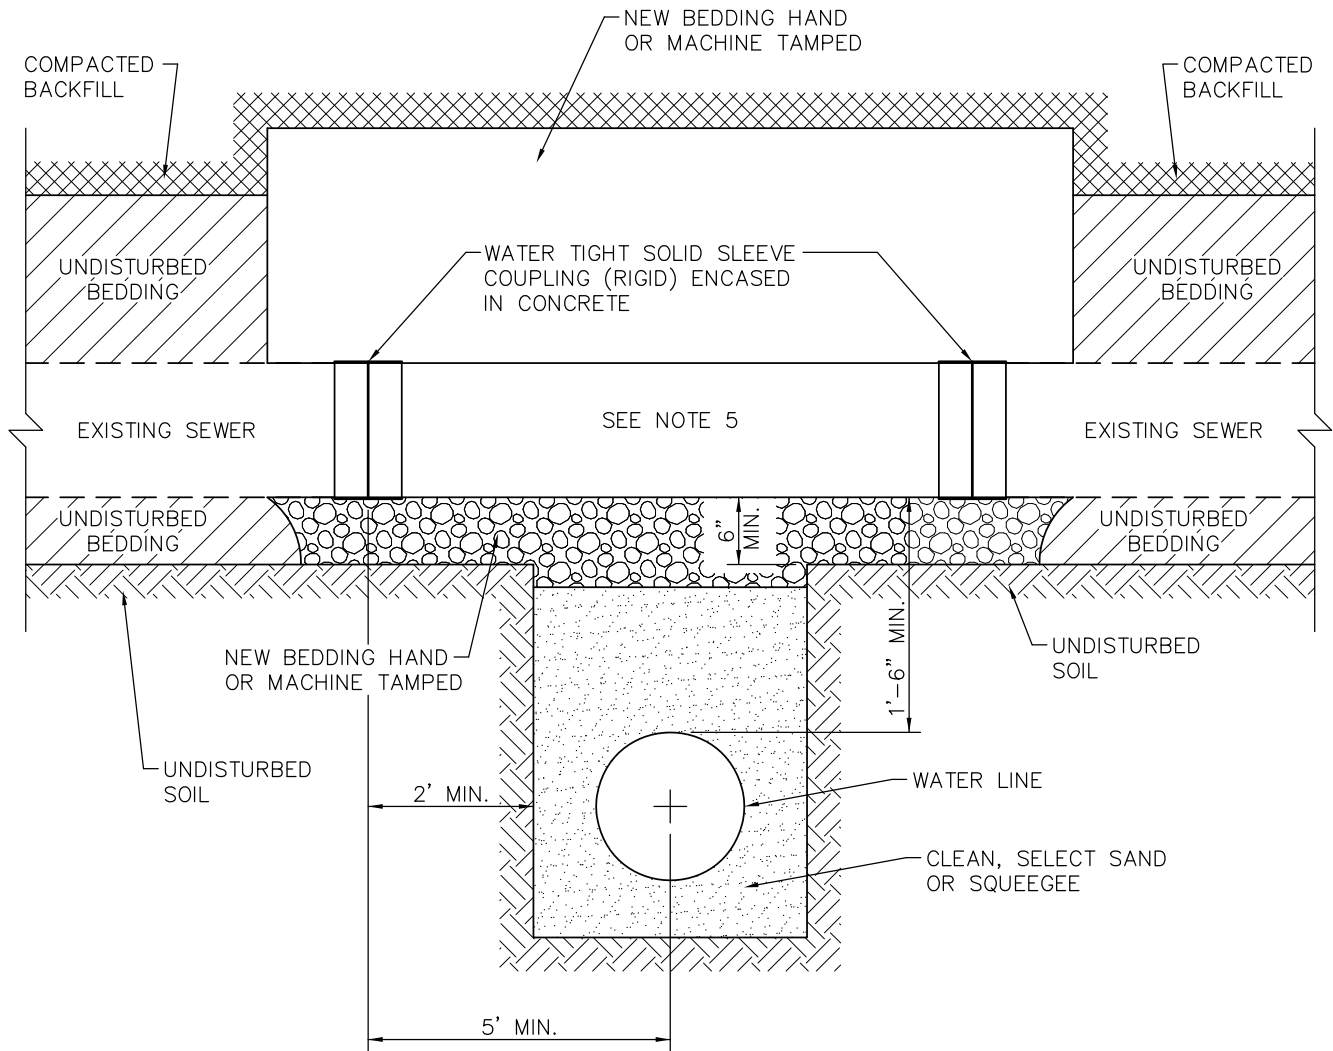 NEW BEDDING HAND
OR MACHINE TAMPED
COMPACTED
BACKFILL
COMPACTED
BACKFILL
WATER TIGHT SOLID SLEEVE
COUPLING (RIGID) ENCASED
IN CONCRETE
UNDISTURBED
BEDDING
UNDISTURBED
BEDDING
EXISTING SEWER
SEE NOTE 5
EXISTING SEWER
UNDISTURBED
BEDDING
6" MIN.
UNDISTURBED
BEDDING
1'-6" MIN.
NEW BEDDING HAND
OR MACHINE TAMPED
UNDISTURBED
SOIL
UNDISTURBED
SOIL
2' MIN.
WATER LINE
CLEAN, SELECT SAND
OR SQUEEGEE
5' MIN.